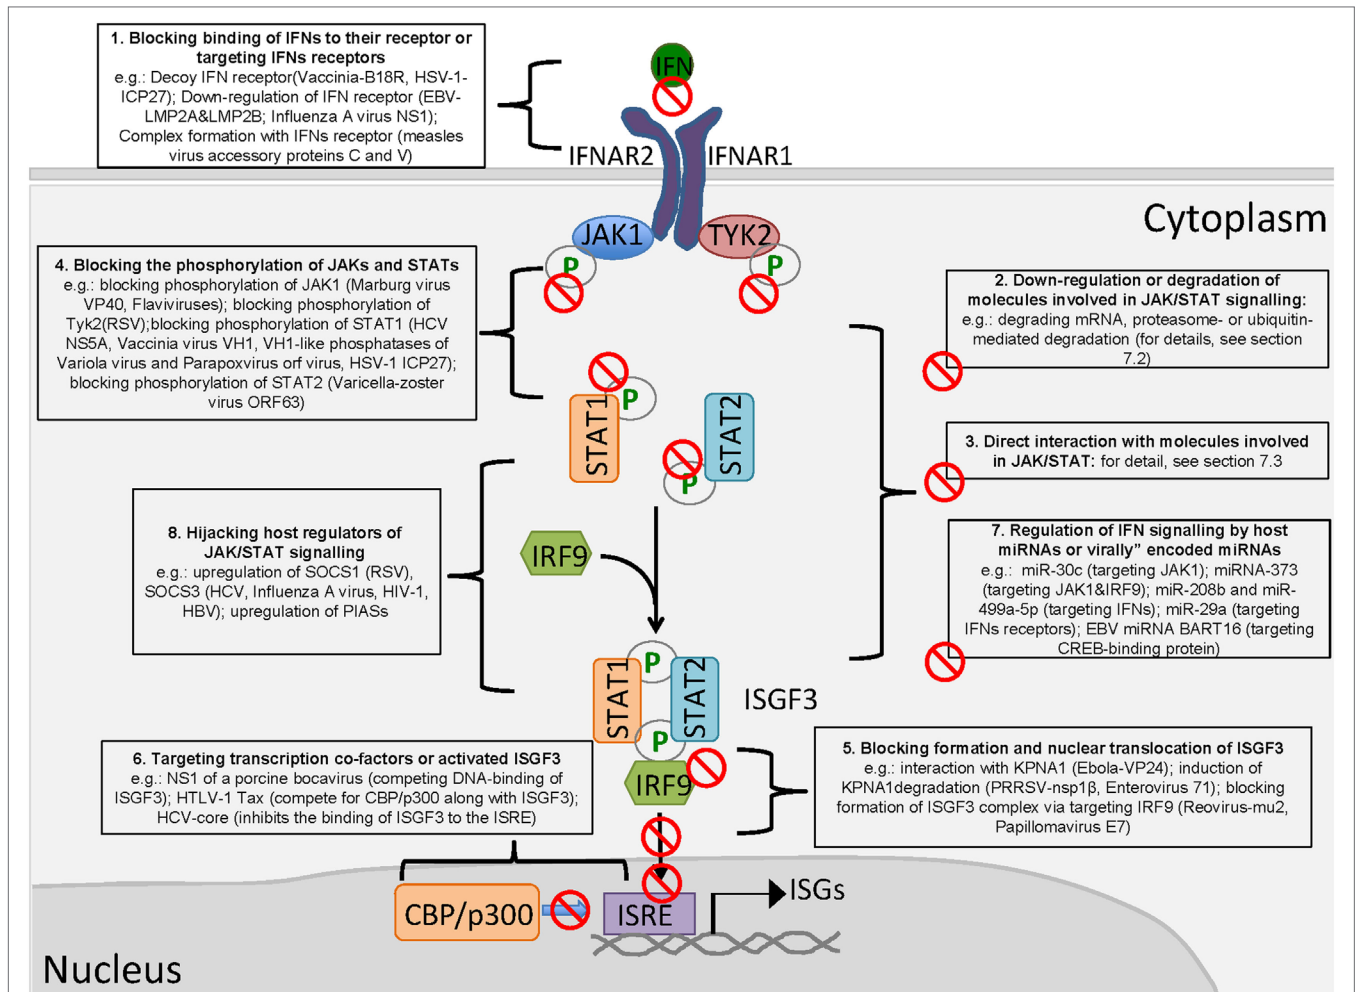 1. Blocking binding of IFNs to their receptor or
targeting IFNs receptors
e.g.: Decoy IFN receptor(Vaccinia-B18R, HSV-1-
ICP27); Down-regulation of IFN receptor (EBV-
LMP2A&LMP2B; Influenza A virus NS1);
Complex formation with IFNs receptor (measles
virus accessory proteins C and V)
IFN
IFNAR2
IFNAR1
Cytoplasm
JAK1
TYK2
P
P
4. Blocking the phosphorylation of JAKs and STATs
e.g.: blocking phosphorylation of JAK1 (Marburg virus
VP40, Flaviviruses); blocking phosphorylation of
Tyk2(RSV);blocking phosphorylation of STAT1 (HCV
NS5A, Vaccinia virus VH1, VH1-like phosphatases of
Variola virus and Parapoxvirus orf virus, HSV-1 ICP27);
blocking phosphorylation of STAT2 (Varicella-zoster
virus ORF63)
2. Down-regulation or degradation of
molecules involved in JAK/STAT signalling:
e.g.: degrading mRNA, proteasome- or ubiquitin-
mediated degradation (for details, see section
7.2)
STAT1
P
STAT2
P
3. Direct interaction with molecules involved
in JAK/STAT: for detail, see section 7.3
8. Hijacking host regulators of
JAK/STAT signalling
e.g.: upregulation of SOCS1 (RSV),
SOCS3 (HCV, Influenza A virus, HIV-1,
HBV); upregulation of PIASs
IRF9
7. Regulation of IFN signalling by host
miRNAs or virally” encoded miRNAs
e.g.: miR-30c (targeting JAK1); miRNA-373
(targeting JAK1&IRF9); miR-208b and miR-
499a-5p (targeting IFNs); miR-29a (targeting
IFNs receptors); EBV miRNA BART16 (targeting
CREB-binding protein)
STAT1
P
STAT2
P
IRF9
ISGF3
6. Targeting transcription co-factors or activated ISGF3
e.g.: NS1 of a porcine bocavirus (competing DNA-binding of
ISGF3); HTLV-1 Tax (compete for CBP/p300 along with ISGF3);
HCV-core (inhibits the binding of ISGF3 to the ISRE)
5. Blocking formation and nuclear translocation of ISGF3
e.g.: interaction with KPNA1 (Ebola-VP24); induction of
KPNA1degradation (PRRSV-nsp1β, Enterovirus 71); blocking
formation of ISGF3 complex via targeting IRF9 (Reovirus-mu2,
Papillomavirus E7)
CBP/p300
ISRE
ISGs
Nucleus